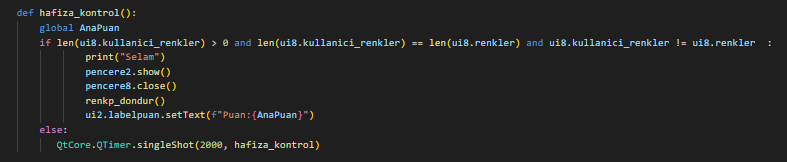 def hafiza_kontrol():
global AnaPuan
if len(ui8.kullanici_renkler) > 0 and len(ui8.kullanici_renkler) == len(ui8.renkler) and ui8.kullanici_renkler != ui8.renkler :
print("Selam")
pencere2.show()
pencere8.close()
renkp_dondur()
ui2.labelpuan.setText(f"Puan:{AnaPuan}")
else:
QtCore.QTimer.singleShot(2000, hafiza_kontrol)